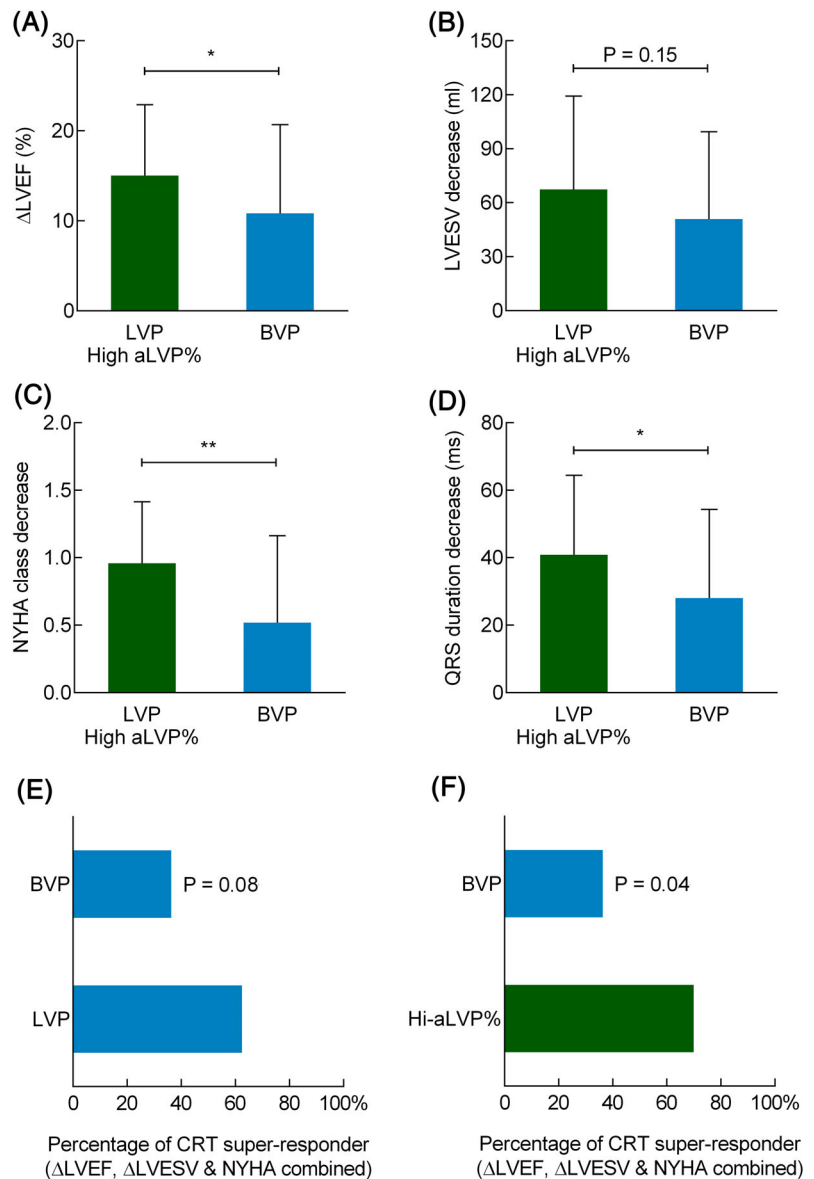 (A)
30
20
10
0
ΔLVEF (%)
*
LVP
High aLVP%
BVP
(B)
150
120
90
60
30
0
LVESV decrease (ml)
P = 0.15
LVP
High aLVP%
BVP
(C)
2.0
1.5
1.0
0.5
0.0
NYHA class decrease
**
LVP
High aLVP%
BVP
(D)
80
60
40
20
0
QRS duration decrease (ms)
*
LVP
High aLVP%
BVP
(E)
BVP
P = 0.08
LVP
0 20 40 60 80 100%
Percentage of CRT super-responder
(ΔLVEF, ΔLVESV & NYHA combined)
(F)
BVP
P = 0.04
Hi-aLVP%
0 20 40 60 80 100%
Percentage of CRT super-responder
(ΔLVEF, ΔLVESV & NYHA combined)